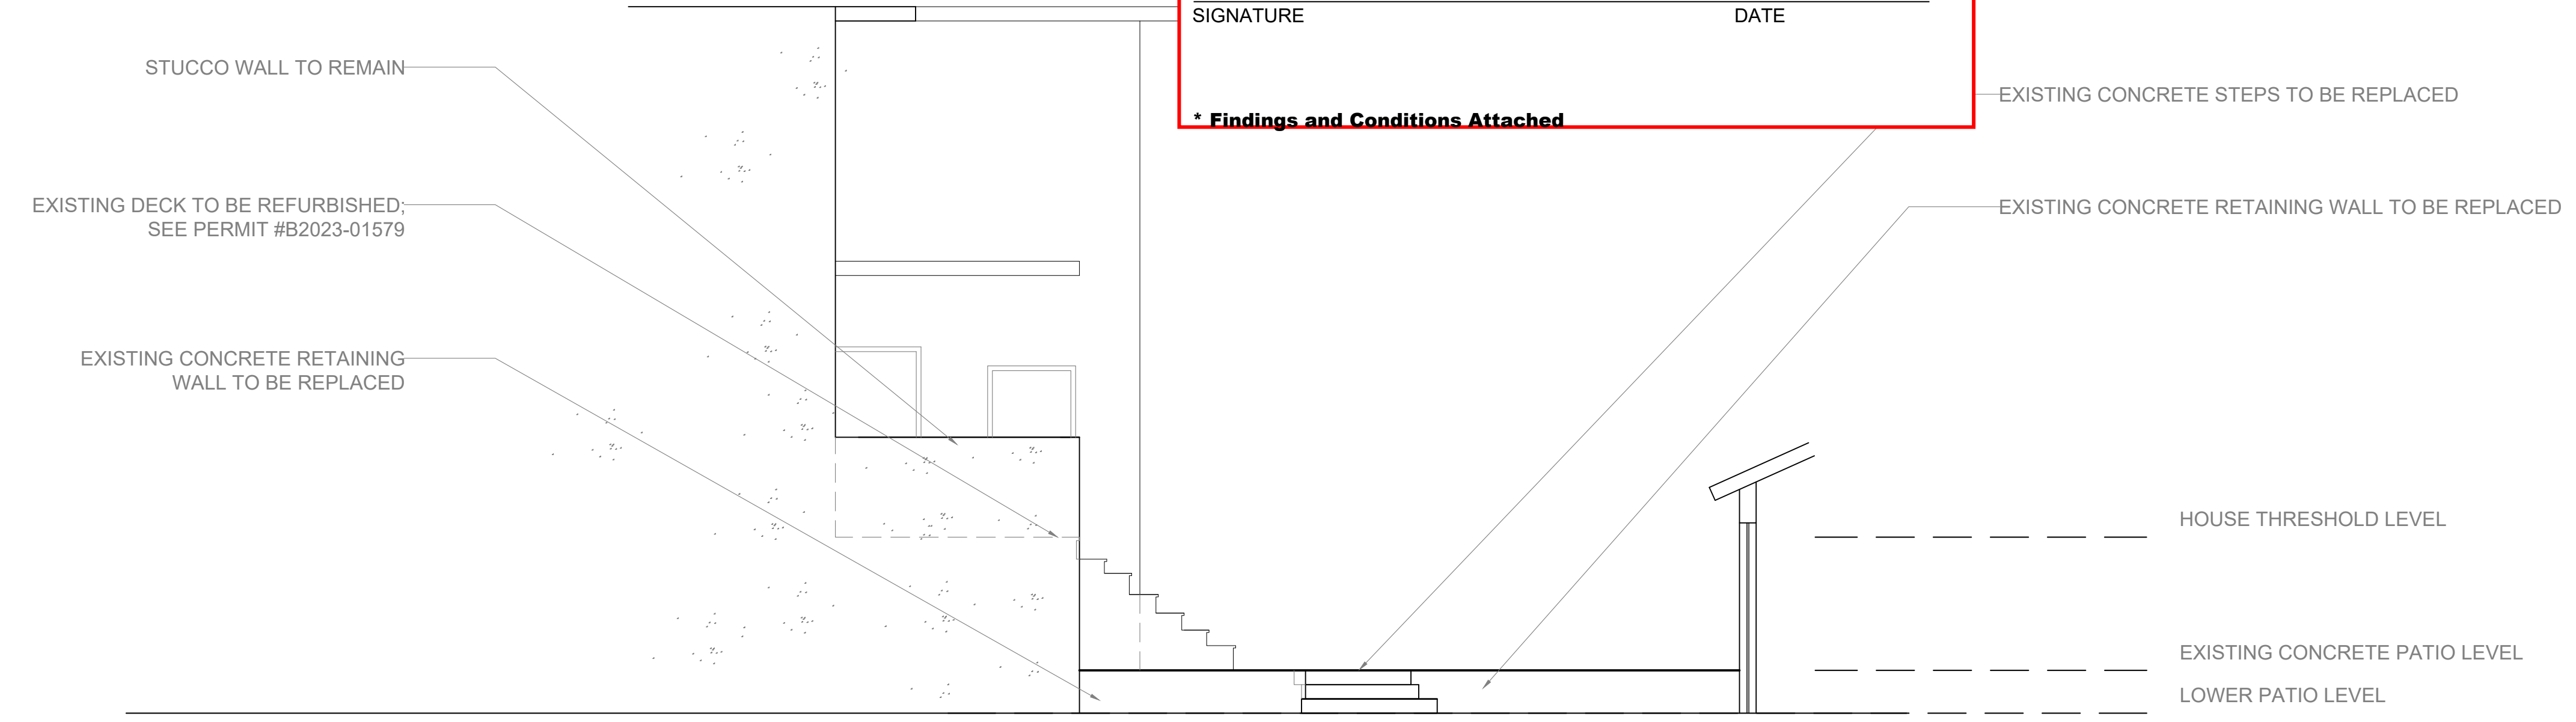 SIGNATURE DATE
* Findings and Conditions Attached
STUCCO WALL TO REMAIN
EXISTING DECK TO BE REFURBISHED;
SEE PERMIT #B2023-01579
EXISTING CONCRETE RETAINING
WALL TO BE REPLACED
EXISTING CONCRETE STEPS TO BE REPLACED
EXISTING CONCRETE RETAINING WALL TO BE REPLACED
HOUSE THRESHOLD LEVEL
EXISTING CONCRETE PATIO LEVEL
LOWER PATIO LEVEL